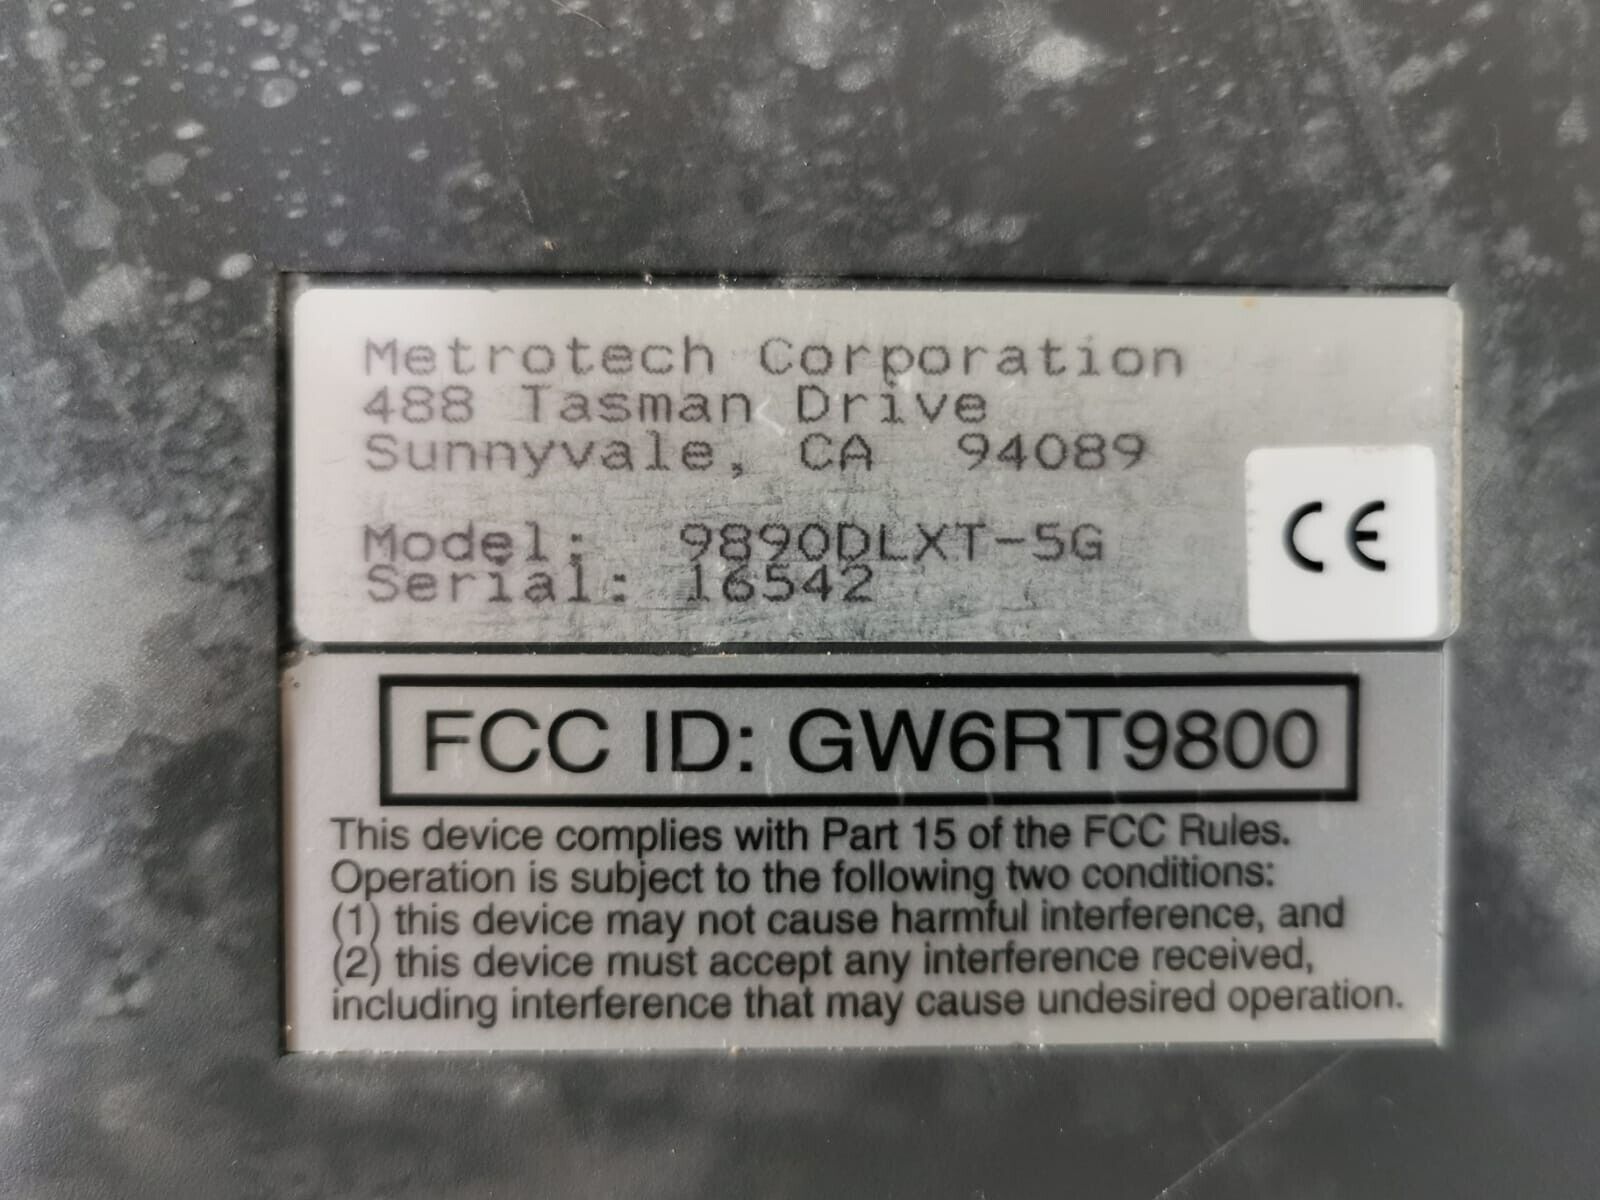 Metrotech Corporation
488 Tasman Drive
Sunnyvale, CA 94089
Model: 9890DLXT-5G
Serial: 16542
CE
FCC ID: GW6RT9800
This device complies with Part 15 of the FCC Rules.
Operation is subject to the following two conditions:
(1) this device may not cause harmful interference, and
(2) this device must accept any interference received,
including interference that may cause undesired operation.